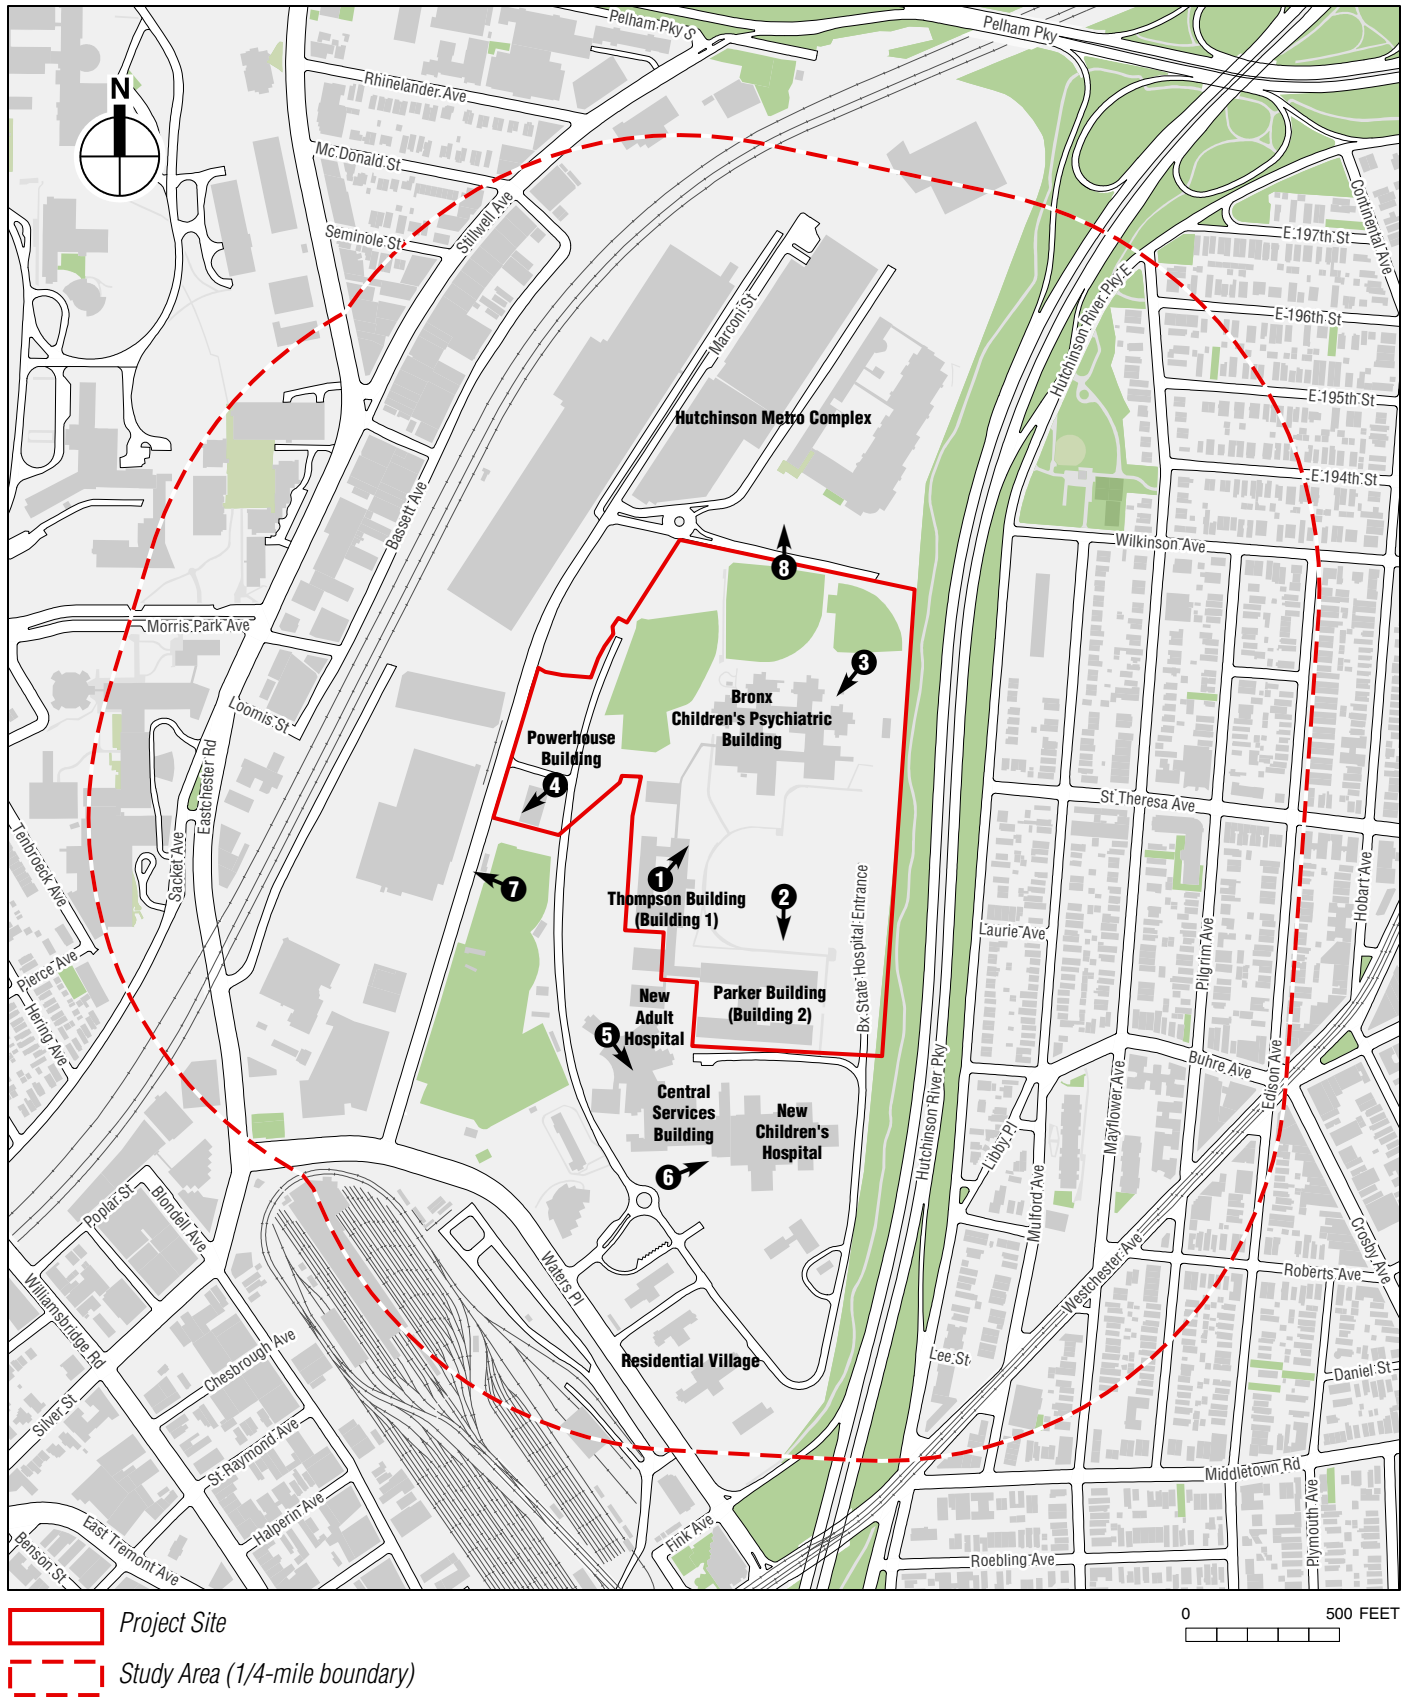 Pelham Pky S
Pelham Pky
N
Rhinelander Ave
Mc Donald St
Continental Ave
Stillwell Ave
Seminole St
E 197th St
Hutchinson River Pky E
E 196th St
Marconi St
E 195th St
Hutchinson Metro Complex
E 194th St
Bassett Ave
Wilkinson Ave
8
Morris Park Ave
3
Bronx
Children's Psychiatric
Building
Loomis St
Powerhouse
Building
Eastchester Rd
4
St Theresa Ave
Tenbroeck Ave
Sacket Ave
1
7
2
Thompson Building
(Building 1)
Bx State Hospital Entrance
Hobart Ave
Laurie Ave
Pilgrim Ave
Pierce Ave
Hering Ave
New
Adult
Hospital
Parker Building
(Building 2)
5
Hutchinson River Pky
Buhre Ave
Edison Ave
Mayflower Ave
Central
Services
Building
New
Children's
Hospital
Libby Pl
6
Mulford Ave
Poplar St
Blondell Ave
Waters Pl
Westchester Ave
Crosby Ave
Roberts Ave
Williamsbridge Rd
Chesbrough Ave
Residential Village
Lee St
Daniel St
Silver St
St Raymond Ave
Middletown Rd
Halperin Ave
Plymouth Ave
Fink Ave
East Tremont Ave
Benson St
Roebling Ave
Project Site
0 500 FEET
Study Area (1/4-mile boundary)